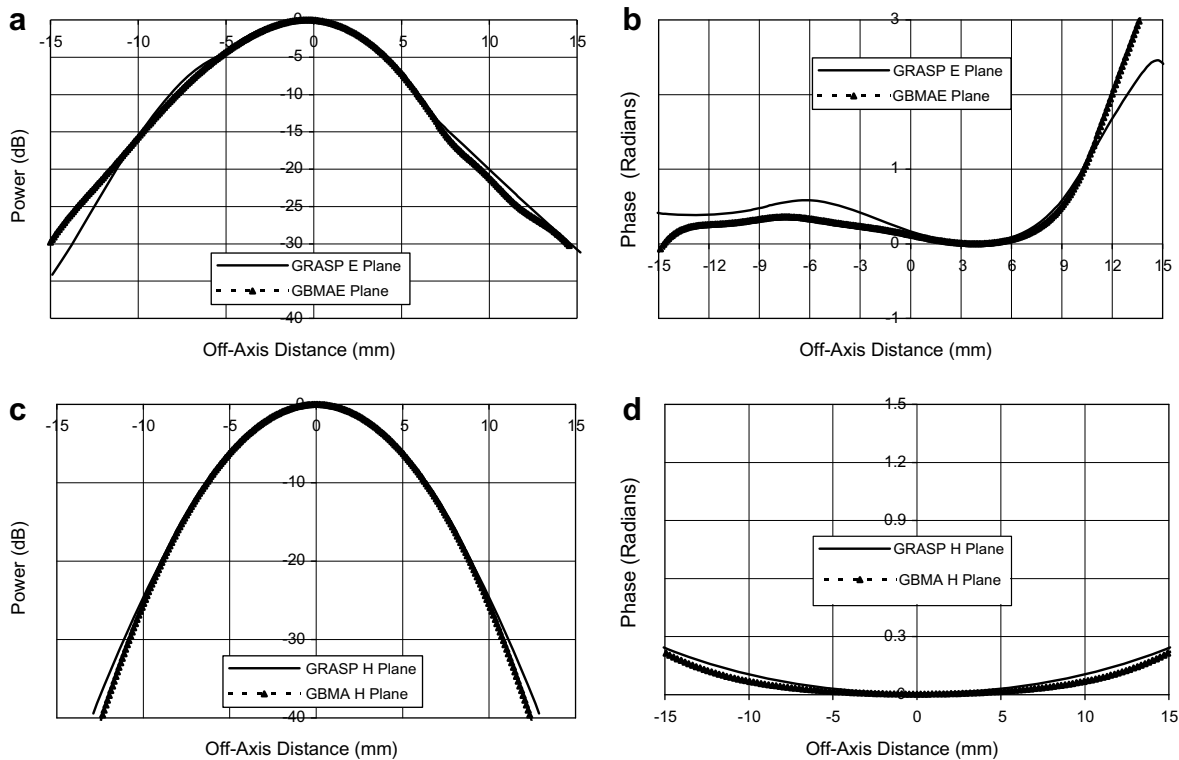 a
-15 -10 -5 0 5 10 15
0
-5
-10
-15
-20
-25
-30
-40
Power (dB)
GRASP E Plane
GBMAE Plane
Off-Axis Distance (mm)
b
3
1
0
-1
Phase (Radians)
GRASP E Plane
GBMAE Plane
-15 -12 -9 -6 0 3 6 9 12 15
Off-Axis Distance (mm)
c
-15 -10 -5 0 5 10 15
0
-10
-20
-30
-40
Power (dB)
GRASP H Plane
GBMA H Plane
Off-Axis Distance (mm)
d
1.5
1.2
0.9
0.3
0
Phase (Radians)
GRASP H Plane
GBMA H Plane
-15 -10 -5 0 5 10 15
Off-Axis Distance (mm)